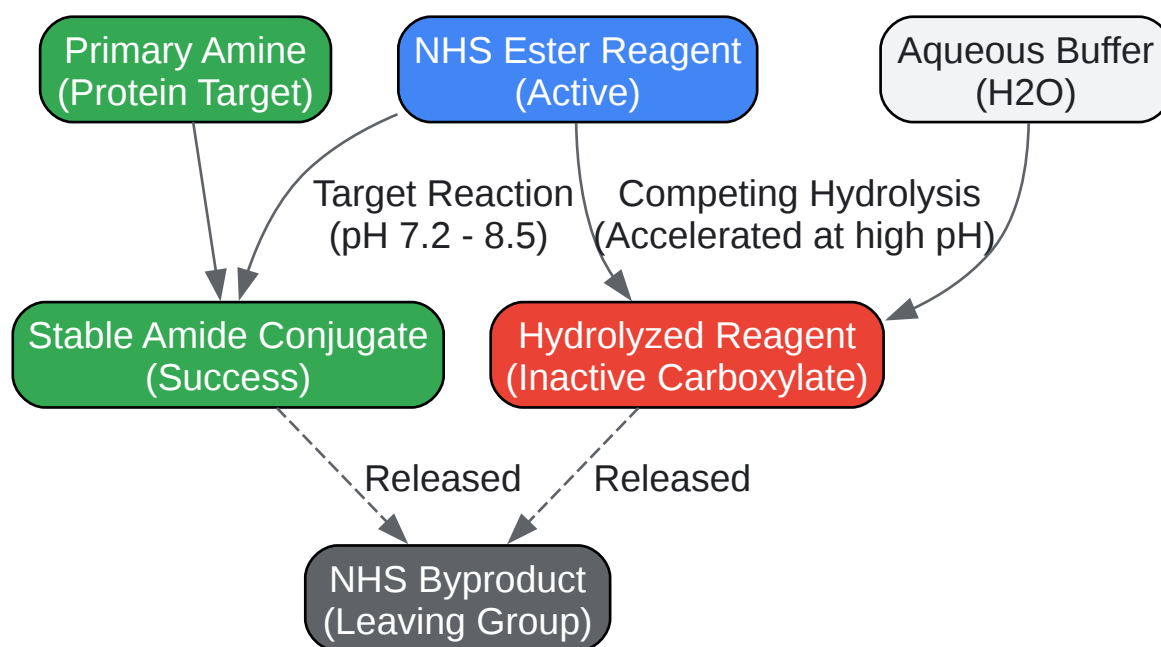 Primary Amine
(Protein Target)
NHS Ester Reagent
(Active)
Aqueous Buffer
(H2O)
Target Reaction
(pH 7.2 - 8.5)
Competing Hydrolysis
(Accelerated at high pH)
Stable Amide Conjugate
(Success)
Hydrolyzed Reagent
(Inactive Carboxylate)
Released
Released
NHS Byproduct
(Leaving Group)